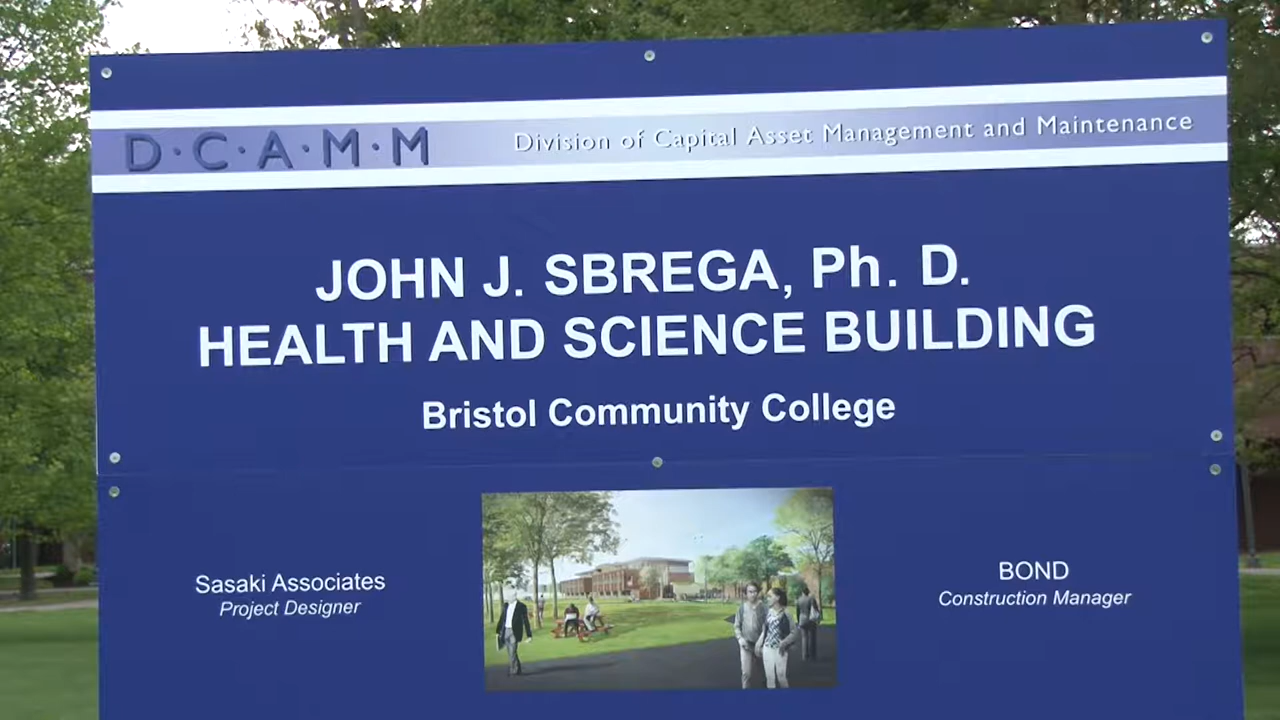 D·C·A·M·M Division of Capital Asset Management and Maintenance
JOHN J. SBREGA, Ph. D.
HEALTH AND SCIENCE BUILDING
Bristol Community College
Sasaki Associates
Project Designer
BOND
Construction Manager